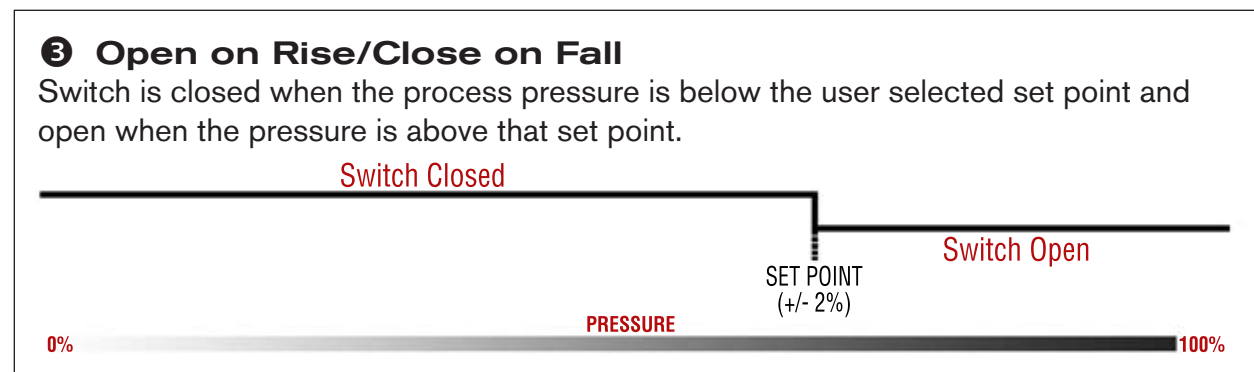 ❸ Open on Rise/Close on Fall
Switch is closed when the process pressure is below the user selected set point and
open when the pressure is above that set point.
Switch Closed
Switch Open
SET POINT
(+/- 2%)
PRESSURE
0%
100%